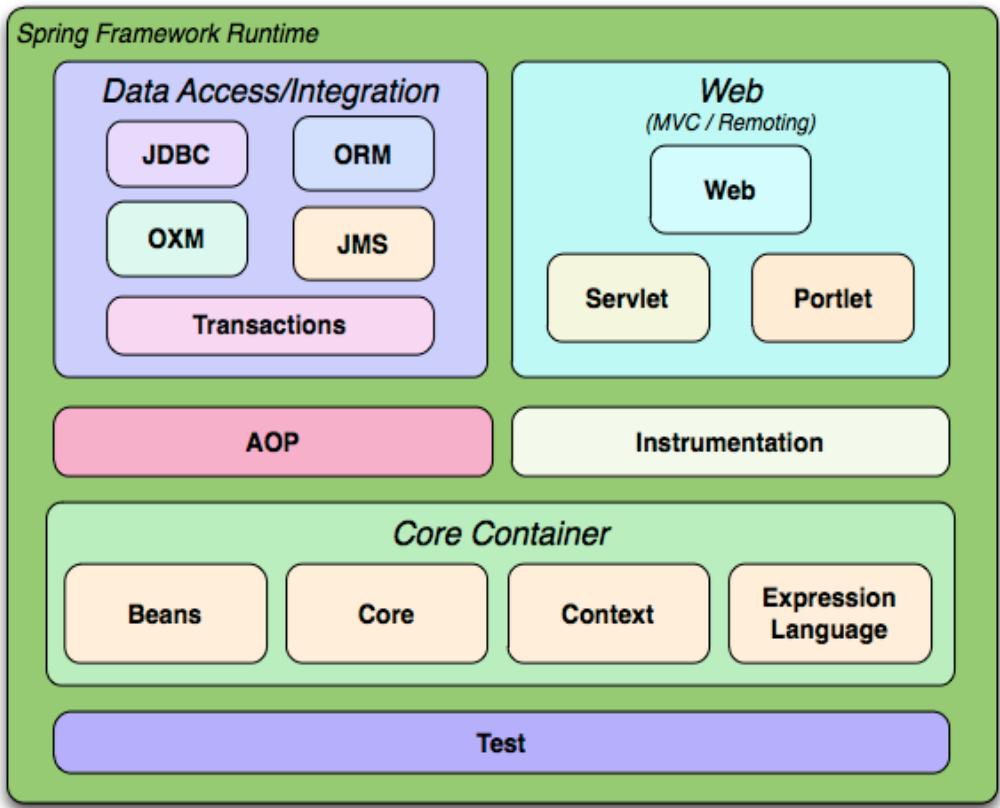 Spring Framework Runtime
Data Access/Integration
JDBC
ORM
OXM
JMS
Transactions
Web
(MVC / Remoting)
Web
Servlet
Portlet
AOP
Instrumentation
Core Container
Beans
Core
Context
Expression
Language
Test